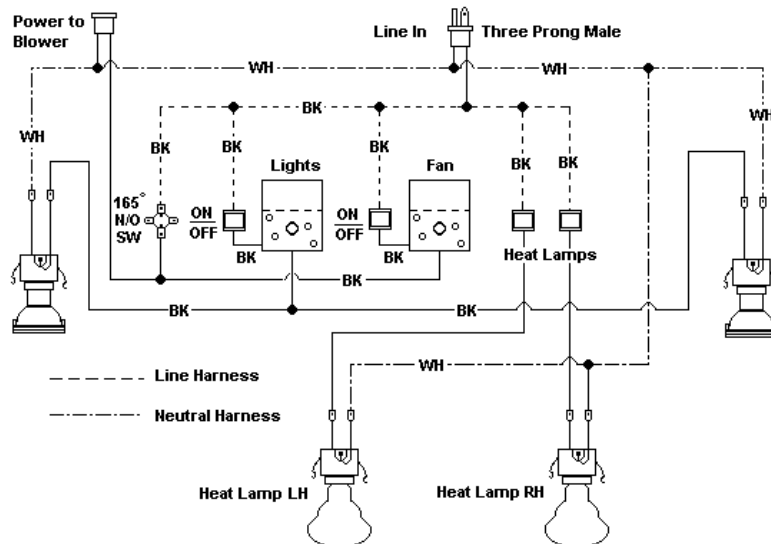 Power to
Blower
Line In
Three Prong Male
WH
WH
BK
WH
WH
BK
BK
BK
BK
BK
Lights
Fan
165°
N/O
SW
ON
OFF
ON
OFF
BK
BK
Heat Lamps
BK
BK
BK
BK
WH
Line Harness
Neutral Harness
Heat Lamp LH
Heat Lamp RH